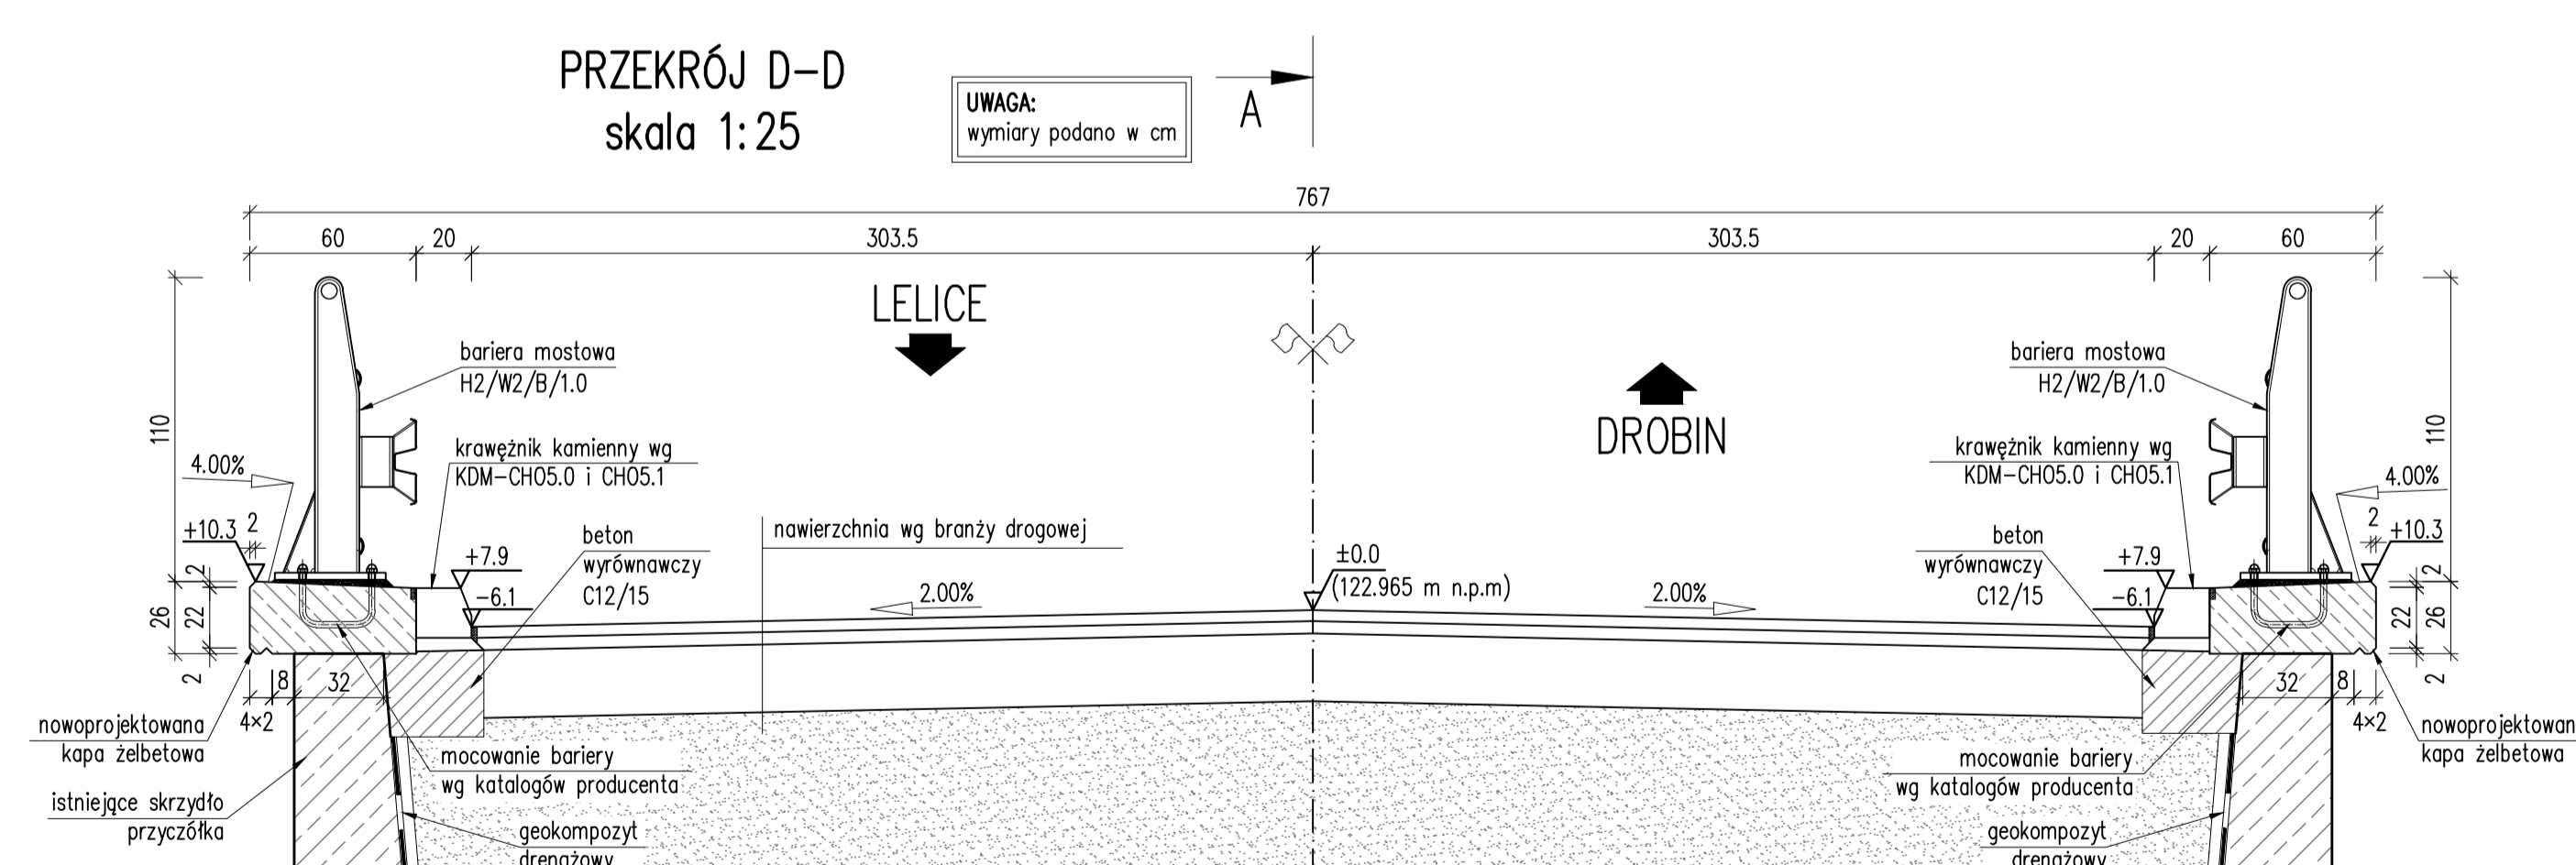 PRZEKRÓJ D-D
skala 1:25
UWAGA:
wymiary podano w cm
A
767
60
20
303.5
303.5
20
60
LELICE
DROBIN
bariera mostowa
H2/W2/B/1.0
bariera mostowa
H2/W2/B/1.0
110
110
4.00%
4.00%
krawężnik kamienny wg
KDM-CHO5.0 i CHO5.1
krawężnik kamienny wg
KDM-CHO5.0 i CHO5.1
+10.3
2
+7.9
-6.1
beton
wyrównawczy
C12/15
nawierzchnia wg branży drogowej
2.00%
±0.0
(122.965 m n.p.m)
2.00%
beton
wyrównawczy
C12/15
+7.9
-6.1
2
+10.3
2
26
22
2
2
22
26
2
8
32
4×2
32
8
4×2
nowoprojektowana
kapa żelbetowa
istniejące skrzydło
przyczółka
mocowanie bariery
wg katalogów producenta
geokompozyt
drenażowy
mocowanie bariery
wg katalogów producenta
geokompozyt
drenażowy
nowoprojektowan
kapa żelbetowa